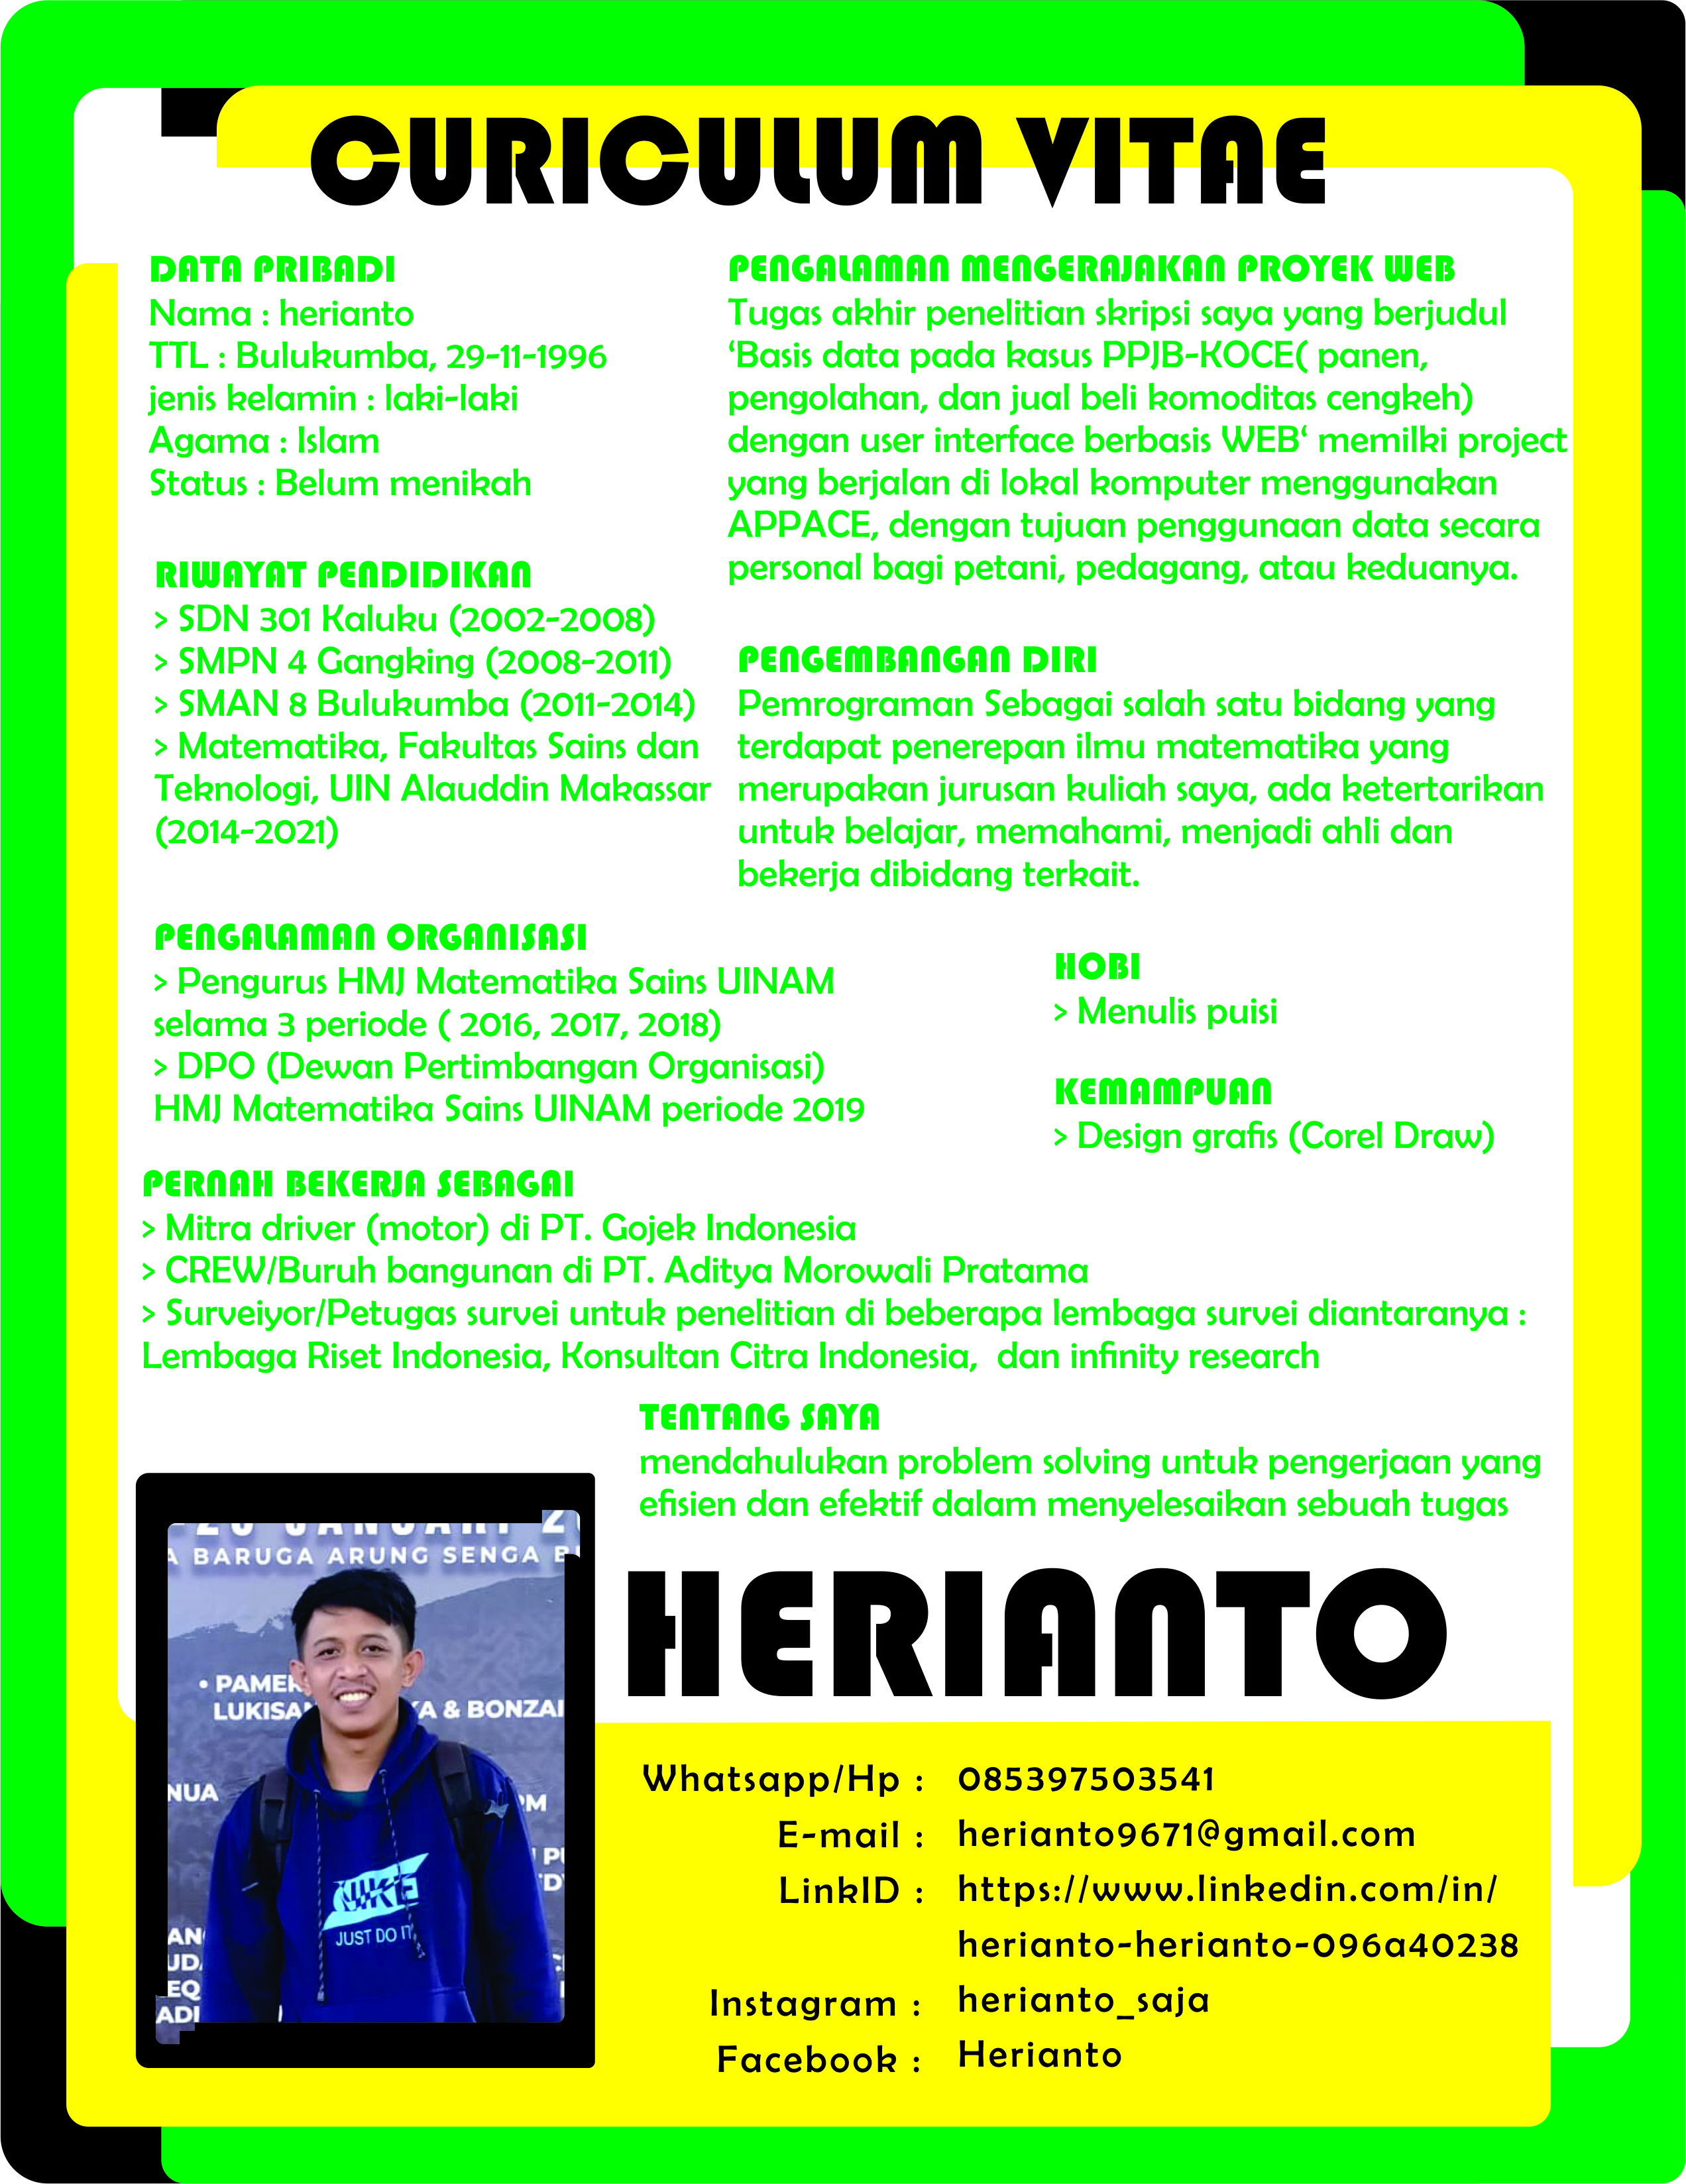 CURICULUM VITAE
DATA PRIBADI
Nama : herianto
TTL : Bulukumba, 29-11-1996
jenis kelamin : laki-laki
Agama : Islam
Status : Belum menikah
RIWAYAT PENDIDIKAN
> SDN 301 Kaluku (2002-2008)
> SMPN 4 Gangking (2008-2011)
> SMAN 8 Bulukumba (2011-2014)
> Matematika, Fakultas Sains dan
Teknologi, UIN Alauddin Makassar
(2014-2021)
PENGALAMAN MENGERAJAKAN PROYEK WEB
Tugas akhir penelitian skripsi saya yang berjudul
‘Basis data pada kasus PPJB-KOCE( panen,
pengolahan, dan jual beli komoditas cengkeh)
dengan user interface berbasis WEB‘ memilki project
yang berjalan di lokal komputer menggunakan
APPACE, dengan tujuan penggunaan data secara
personal bagi petani, pedagang, atau keduanya.
PENGEMBANGAN DIRI
Pemrograman Sebagai salah satu bidang yang
terdapat penerepan ilmu matematika yang
merupakan jurusan kuliah saya, ada ketertarikan
untuk belajar, memahami, menjadi ahli dan
bekerja dibidang terkait.
PENGALAMAN ORGANISASI
> Pengurus HMJ Matematika Sains UINAM
selama 3 periode ( 2016, 2017, 2018)
> DPO (Dewan Pertimbangan Organisasi)
HMJ Matematika Sains UINAM periode 2019
HOBI
> Menulis puisi
KEMAMPUAN
> Design grafis (Corel Draw)
PERNAH BEKERJA SEBAGAI
> Mitra driver (motor) di PT. Gojek Indonesia
> CREW/Buruh bangunan di PT. Aditya Morowali Pratama
> Surveiyor/Petugas survei untuk penelitian di beberapa lembaga survei diantaranya :
Lembaga Riset Indonesia, Konsultan Citra Indonesia,  dan infinity research
TENTANG SAYA
mendahulukan problem solving untuk pengerjaan yang
efisien dan efektif dalam menyelesaikan sebuah tugas
BARUGA ARUNG SENGA
& BONZAI
NIKE
JUST DO IT
HERIANTO
Whatsapp/Hp : 085397503541
E-mail : herianto9671@gmail.com
LinkID : https://www.linkedin.com/in/
herianto-herianto-096a40238
Instagram : herianto_saja
Facebook : Herianto